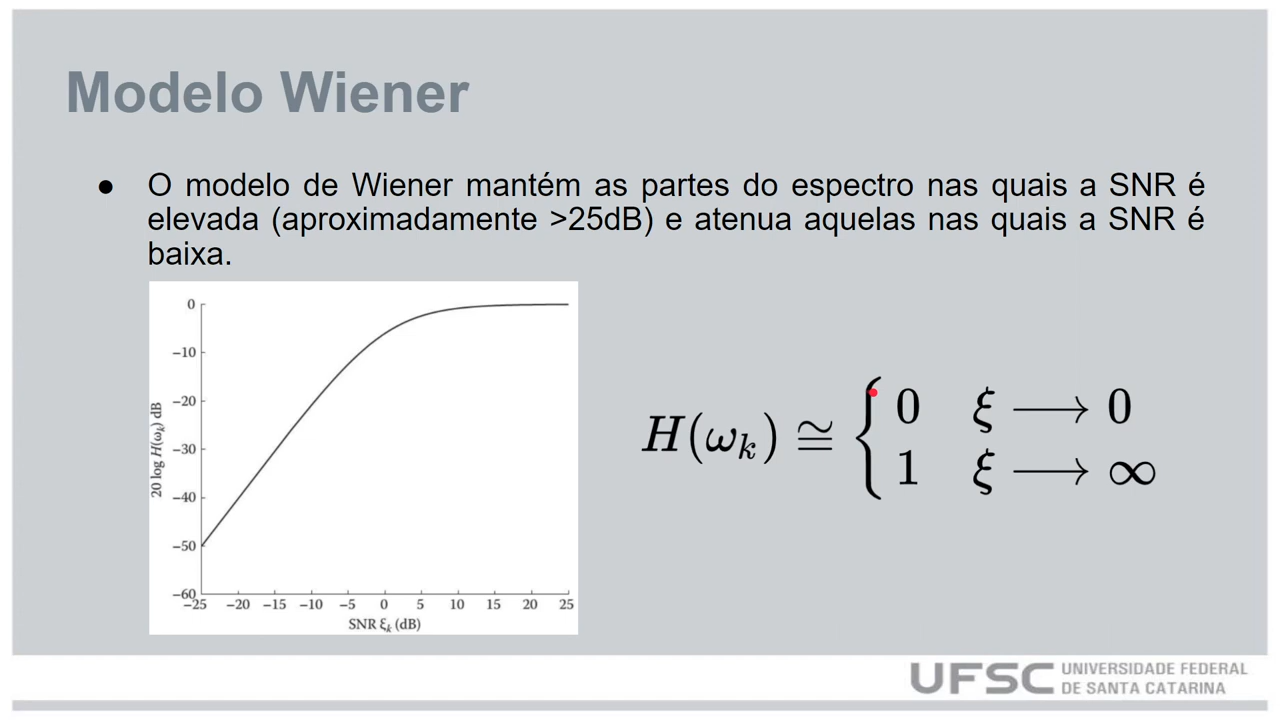 Modelo Wiener
● O modelo de Wiener mantém as partes do espectro nas quais a SNR é
elevada (aproximadamente >25dB) e atenua aquelas nas quais a SNR é
baixa.
0
−10
−20
−30
−40
−50
−60
20 log H(ωₖ) dB
−25 −20 −15 −10 −5 0 5 10 15 20 25
SNR ξₖ (dB)
H(ωₖ) ≅ {
0 ξ ⟶ 0
1 ξ ⟶ ∞
UFSC
UNIVERSIDADE FEDERAL
DE SANTA CATARINA